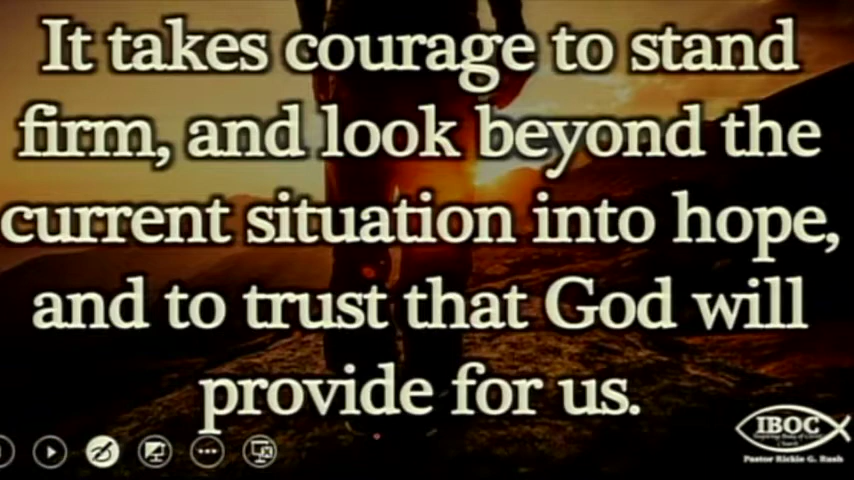 It takes courage to stand
firm, and look beyond the
current situation into hope,
and to trust that God will
provide for us.
IBOC
Church
Pastor Rickie G. Rush